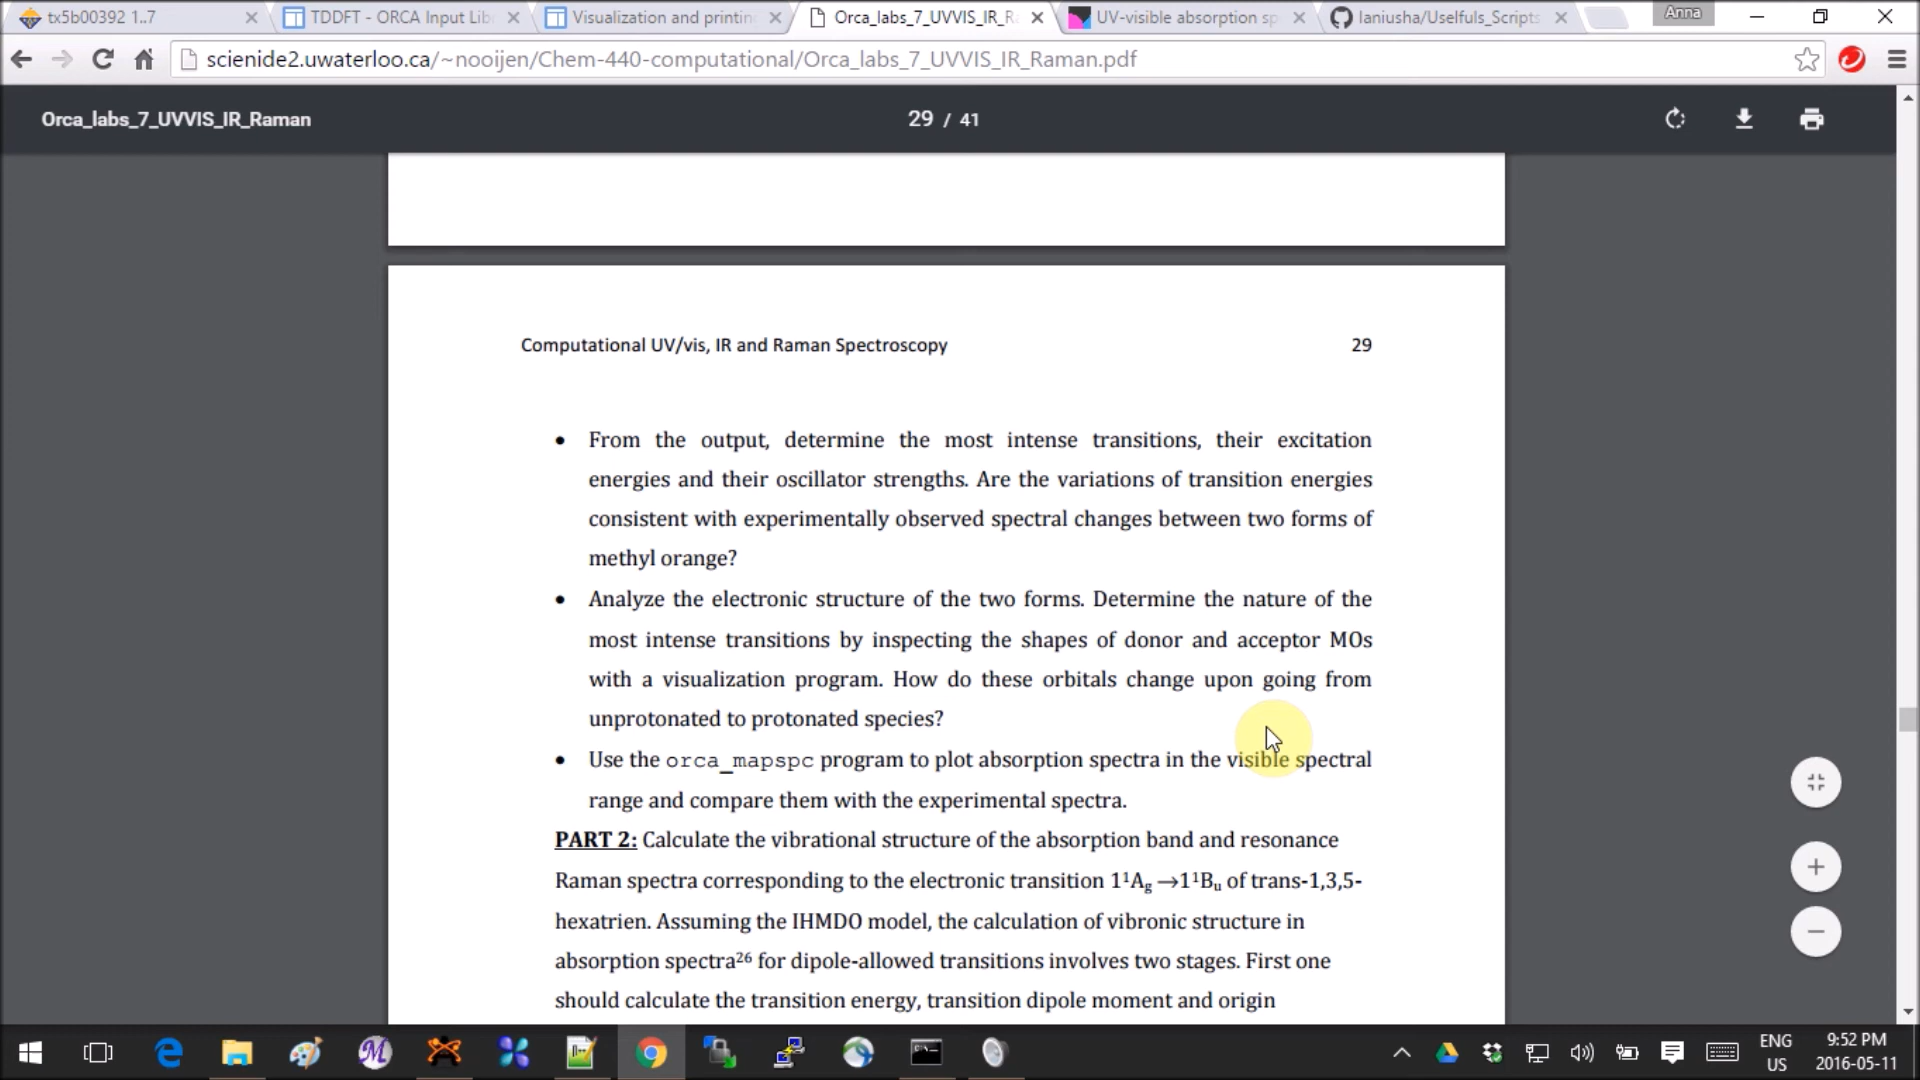 tx5b00392 1..7
TDDFT - ORCA Input Lib
Visualization and printin
Orca_labs_7_UVVIS_IR_R
UV-visible absorption sp
laniusha/Uselfuls_Scripts
Anna
scienide2.uwaterloo.ca/~nooijen/Chem-440-computational/Orca_labs_7_UVVIS_IR_Raman.pdf
Orca_labs_7_UVVIS_IR_Raman
29 / 41
Computational UV/vis, IR and Raman Spectroscopy 29
• From the output, determine the most intense transitions, their excitation
energies and their oscillator strengths. Are the variations of transition energies
consistent with experimentally observed spectral changes between two forms of
methyl orange?
• Analyze the electronic structure of the two forms. Determine the nature of the
most intense transitions by inspecting the shapes of donor and acceptor MOs
with a visualization program. How do these orbitals change upon going from
unprotonated to protonated species?
• Use the orca_mapspc program to plot absorption spectra in the visible spectral
range and compare them with the experimental spectra.
PART 2: Calculate the vibrational structure of the absorption band and resonance
Raman spectra corresponding to the electronic transition 1¹Ag →1¹Bu of trans-1,3,5-
hexatrien. Assuming the IHMDO model, the calculation of vibronic structure in
absorption spectra²⁶ for dipole-allowed transitions involves two stages. First one
should calculate the transition energy, transition dipole moment and origin
ENG
US
9:52 PM
2016-05-11